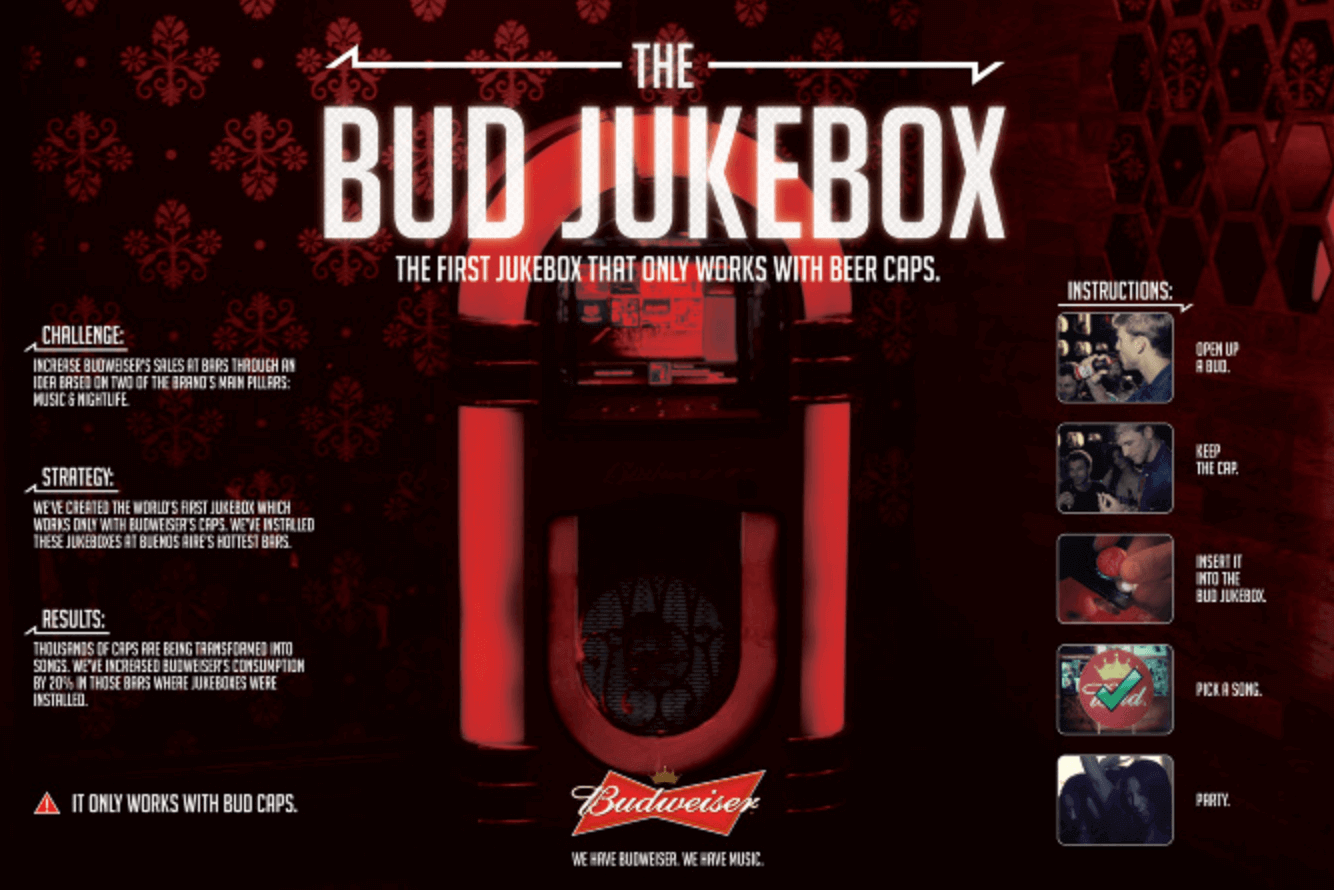 THE
BUD JUKEBOX
THE FIRST JUKEBOX THAT ONLY WORKS WITH BEER CAPS.
CHALLENGE:
INCREASE BUDWEISER'S SALES AT BARS THROUGH AN
IDEA BASED ON TWO OF THE BRAND'S MAIN PILLARS:
MUSIC & NIGHTLIFE.
STRATEGY:
WE'VE CREATED THE WORLD'S FIRST JUKEBOX WHICH
WORKS ONLY WITH BUDWEISER'S CAPS. WE'VE INSTALLED
THESE JUKEBOXES AT BUENOS AIRE'S HOTTEST BARS.
RESULTS:
THOUSANDS OF CAPS ARE BEING TRANSFORMED INTO
SONGS. WE'VE INCREASED BUDWEISER'S CONSUMPTION
BY 20% IN THOSE BARS WHERE JUKEBOXES WERE
INSTALLED.
IT ONLY WORKS WITH BUD CAPS.
Budweiser
WE HAVE BUDWEISER. WE HAVE MUSIC.
INSTRUCTIONS:
OPEN UP
A BUD.
KEEP
THE CAP.
INSERT IT
INTO THE
BUD JUKEBOX.
PICK A SONG.
PARTY.